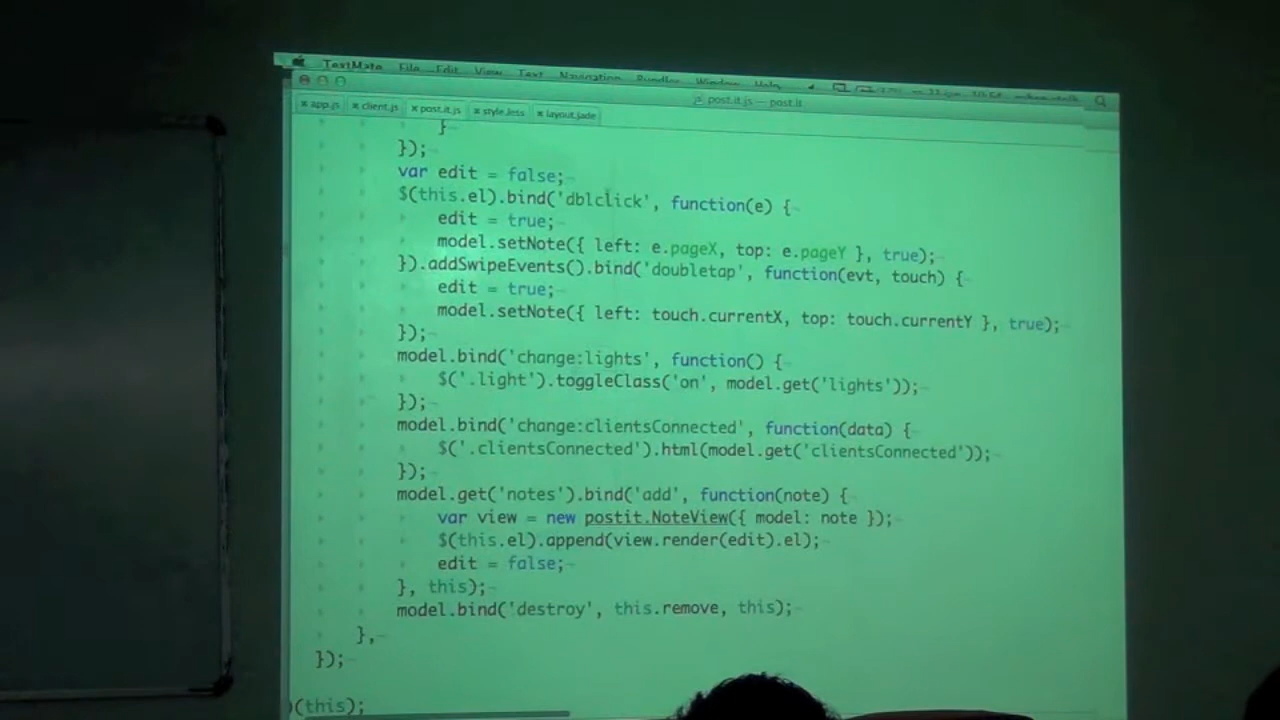 TextMate File Edit View Text Navigation Bundles Window Help
post.it.js — post.it
app.js client.js post.it.js style.less layout.jade
}
});
var edit = false;
$(this.el).bind('dblclick', function(e) {
edit = true;
model.setNote({ left: e.pageX, top: e.pageY }, true);
}).addSwipeEvents().bind('doubletap', function(evt, touch) {
edit = true;
model.setNote({ left: touch.currentX, top: touch.currentY }, true);
});
model.bind('change:lights', function() {
$('.light').toggleClass('on', model.get('lights'));
});
model.bind('change:clientsConnected', function(data) {
$('.clientsConnected').html(model.get('clientsConnected'));
});
model.get('notes').bind('add', function(note) {
var view = new postit.NoteView({ model: note });
$(this.el).append(view.render(edit).el);
edit = false;
}, this);
model.bind('destroy', this.remove, this);
},
});
)(this);